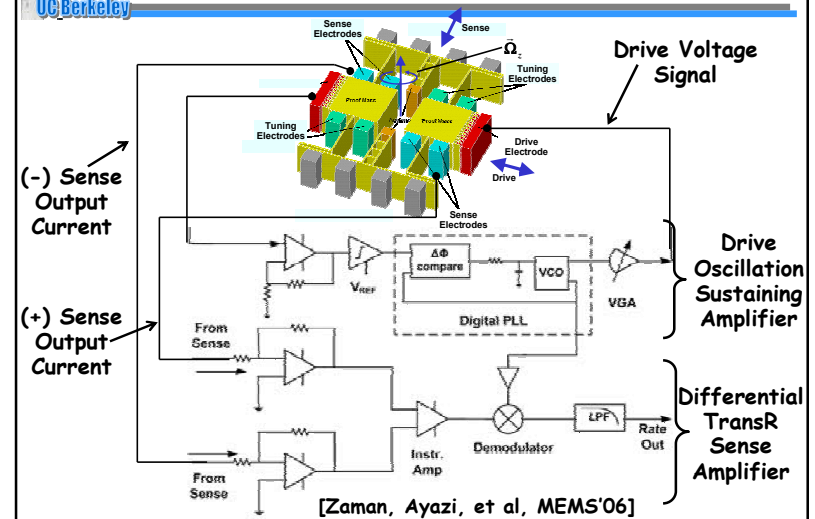 UC Berkeley
Sense
Electrodes
Sense
Ω_z
Tuning
Electrodes
Drive Voltage
Signal
Proof Mass
Proof Mass
Tuning
Electrodes
Drive
Electrode
Drive
Sense
Electrodes
(-) Sense
Output
Current
(+) Sense
Output
Current
V_REF
ΔΦ
compare
VCO
Digital PLL
VGA
Drive
Oscillation
Sustaining
Amplifier
From
Sense
From
Sense
Instr.
Amp
Demodulator
LPF
Rate
Out
Differential
TransR
Sense
Amplifier
[Zaman, Ayazi, et al, MEMS'06]